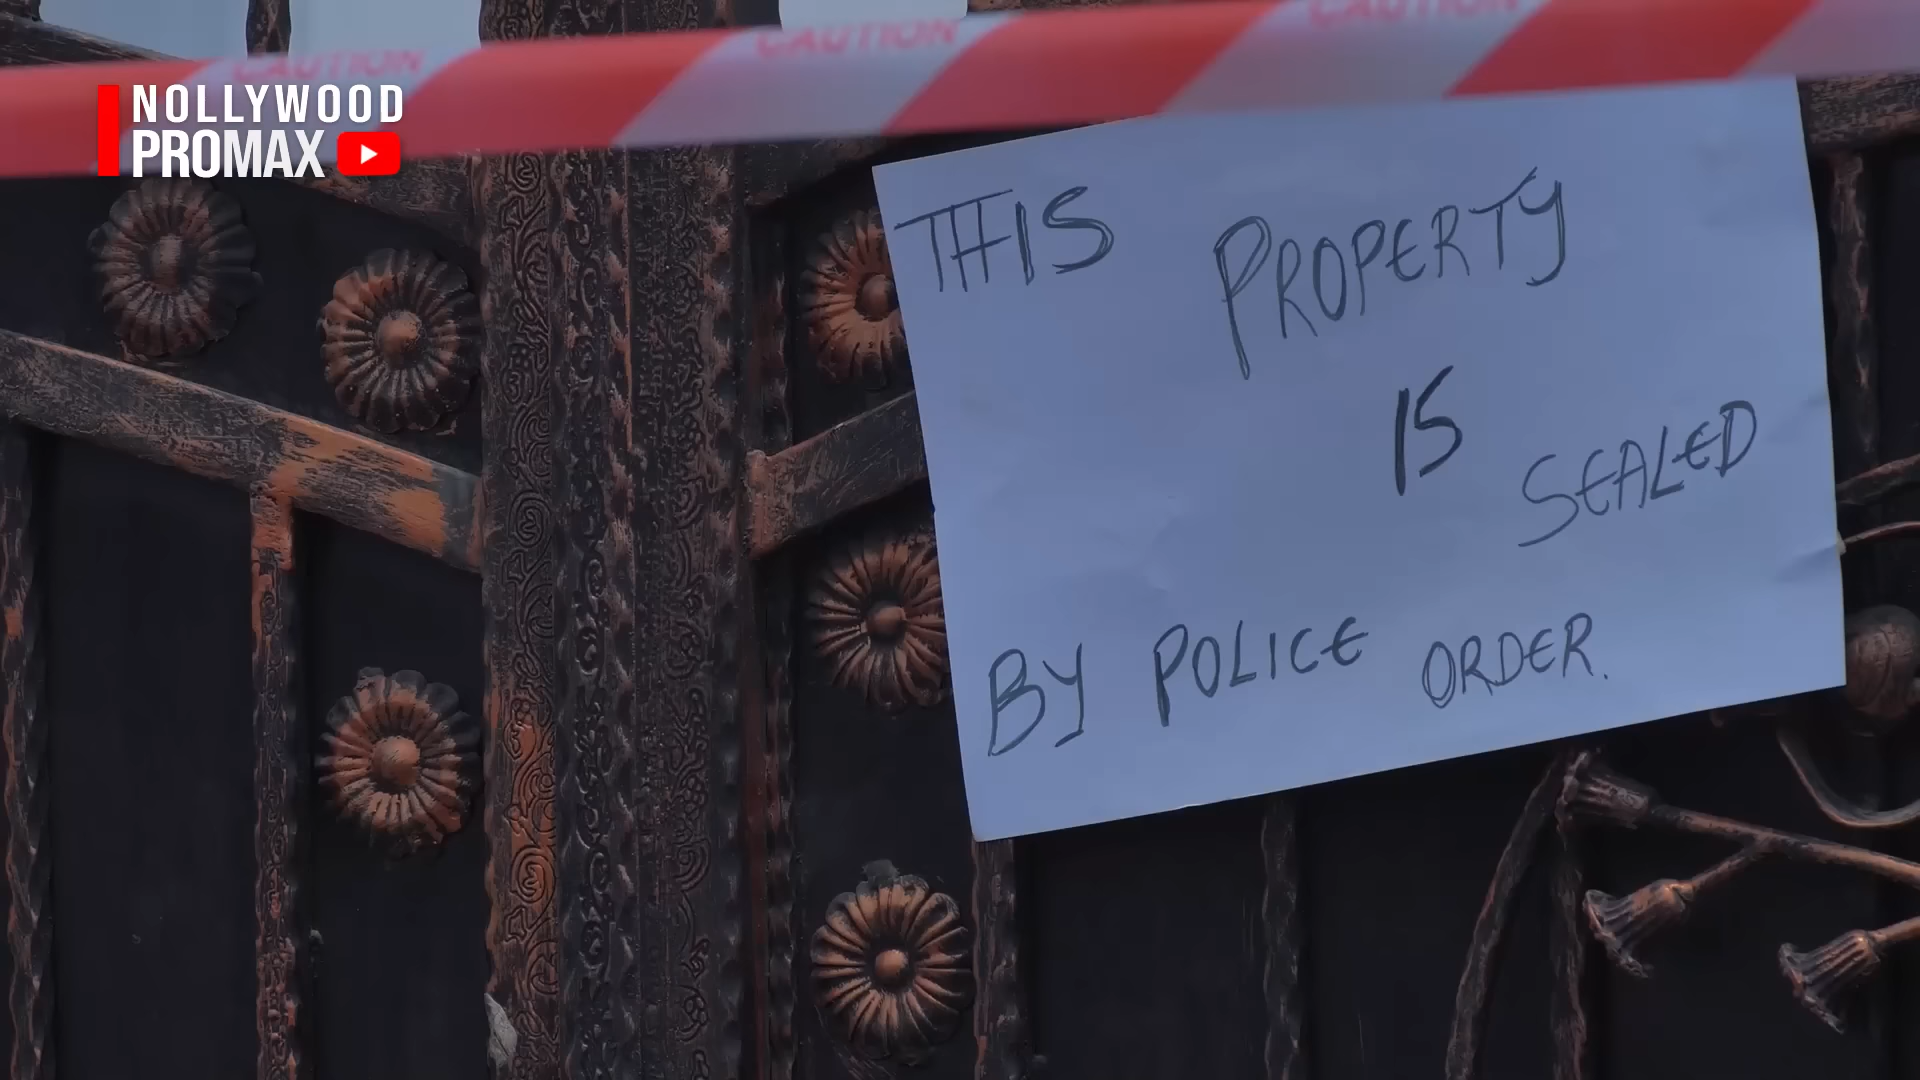 CAUTION CAUTION CAUTION
NOLLYWOOD
PROMAX
THIS PROPERTY
IS
SEALED
BY POLICE ORDER.